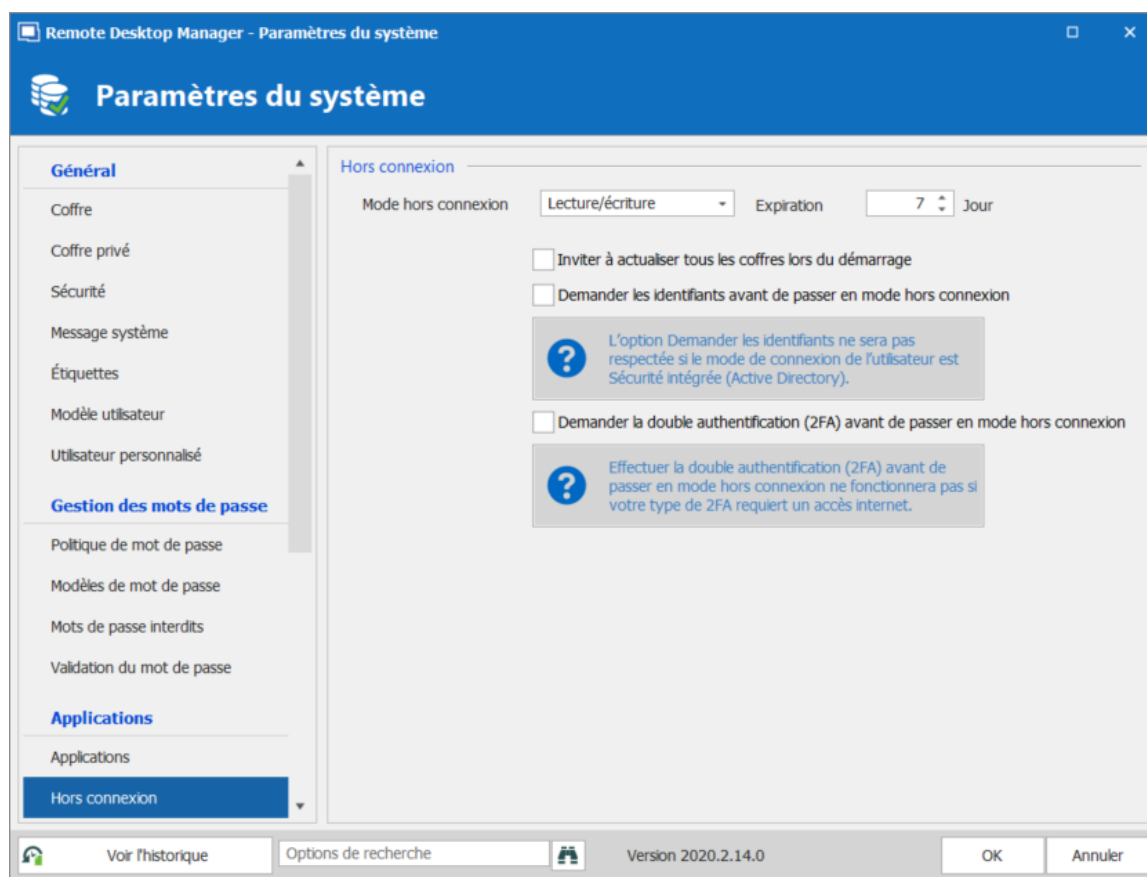 Remote Desktop Manager - Paramètres du système
Paramètres du système
Général
Coffre
Coffre privé
Sécurité
Message système
Étiquettes
Modèle utilisateur
Utilisateur personnalisé
Gestion des mots de passe
Politique de mot de passe
Modèles de mot de passe
Mots de passe interdits
Validation du mot de passe
Applications
Applications
Hors connexion
Hors connexion
Mode hors connexion Lecture/écriture Expiration 7 Jour
Inviter à actualiser tous les coffres lors du démarrage
Demander les identifiants avant de passer en mode hors connexion
L'option Demander les identifiants ne sera pas
respectée si le mode de connexion de l'utilisateur est
Sécurité intégrée (Active Directory).
Demander la double authentification (2FA) avant de passer en mode hors connexion
Effectuer la double authentification (2FA) avant de
passer en mode hors connexion ne fonctionnera pas si
votre type de 2FA requiert un accès internet.
Voir l'historique Options de recherche Version 2020.2.14.0 OK Annuler